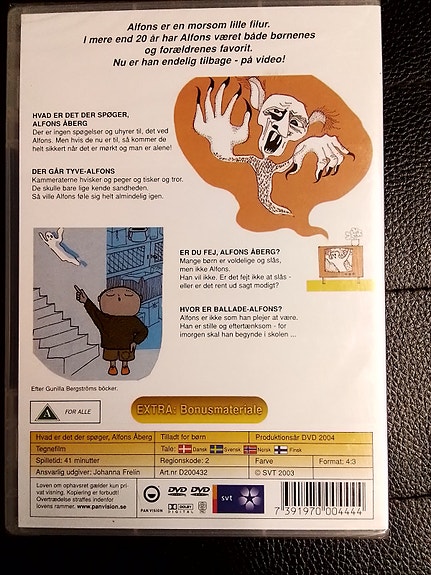 Alfons er en morsom lille filur.
I mere end 20 år har Alfons været både børnenes
og forældrenes favorit.
Nu er han endelig tilbage - på video!
HVAD ER DET DER SPØGER,
ALFONS ÅBERG
Der er ingen spøgelser og uhyrer til, det ved
Alfons. Men hvis de nu er til, så kommer de
helt sikkert når det er mørkt og man er alene!
DER GÅR TYVE-ALFONS
Kammeraterne hvisker og peger og tisker og tror.
De skulle bare lige kende sandheden.
Så ville Alfons føle sig helt almindelig igen.
ER DU FEJ, ALFONS ÅBERG?
Mange børn er voldelige og slås,
men ikke Alfons.
Han vil ikke. Er det fejt ikke at slås -
eller er det rent ud sagt modigt?
HVOR ER BALLADE-ALFONS?
Alfons er ikke som han plejer at være.
Han er stille og eftertænksom - for
imorgen skal han begynde i skolen ...
Efter Gunilla Bergströms böcker.
A FOR ALLE
EXTRA: Bonusmateriale
Hvad er det der spøger, Alfons Åberg Tilladt for børn Produktionsår DVD 2004
Tegnefilm Tale: Dansk Svensk Norsk Finsk
Spilletid: 41 minutter Regionskode: 2 Farve Format: 4:3
Ansvarlig udgiver: Johanna Frelin Art.nr D200432 © SVT 2003
Loven om ophavsret gælder kun pri-
vat visning. Kopiering er forbudt!
Overtrædelse straffes indenfor
lovens rammer. www.panvision.se
PAN VISION
DVD DVD
DOLBY DIGITAL
svt
7 391970 004444